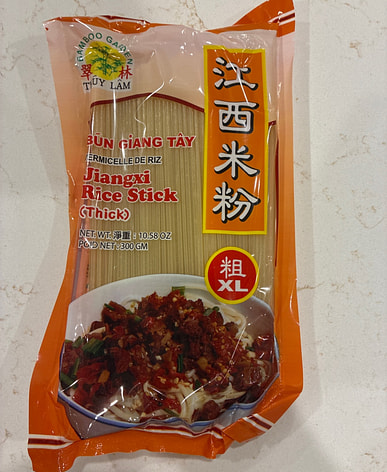 BAMBOO GARDEN
翠林
TÚY LÂM
江西米粉
BÚN GIANG TÂY
VERMICELLE DE RIZ
Jiangxi
Rice Stick
(Thick)
NET. WT. 淨重: 10.58 OZ
POID NET: 300 GM
粗
XL